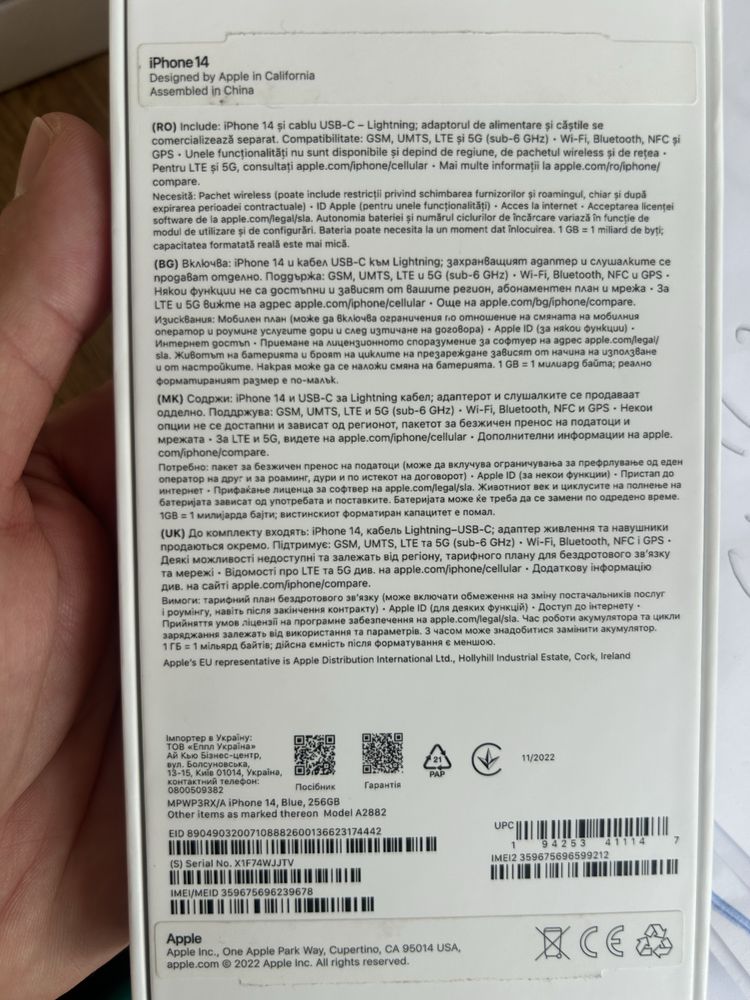 iPhone 14
Designed by Apple in California
Assembled in China
(RO) Include: iPhone 14 și cablu USB-C – Lightning; adaptorul de alimentare și căștile se
comercializează separat. Compatibilitate: GSM, UMTS, LTE și 5G (sub-6 GHz) • Wi-Fi, Bluetooth, NFC și
GPS • Unele funcționalități nu sunt disponibile și depind de regiune, de pachetul wireless și de rețea •
Pentru LTE și 5G, consultați apple.com/iphone/cellular • Mai multe informații la apple.com/ro/iphone/
compare.
Necesită: Pachet wireless (poate include restricții privind schimbarea furnizorilor și roamingul, chiar și după
expirarea perioadei contractuale) • ID Apple (pentru unele funcționalități) • Acces la internet • Acceptarea licenței
software de la apple.com/legal/sla. Autonomia bateriei și numărul ciclurilor de încărcare variază în funcție de
modul de utilizare și de configurări. Bateria poate necesita la un moment dat înlocuirea. 1 GB = 1 miliard de byți;
capacitatea formatată reală este mai mică.
(BG) Включва: iPhone 14 и кабел USB-C към Lightning; захранващият адаптер и слушалките се
продават отделно. Поддържа: GSM, UMTS, LTE и 5G (sub-6 GHz) • Wi-Fi, Bluetooth, NFC и GPS •
Някои функции не са достъпни и зависят от вашите регион, абонаментен план и мрежа • За
LTE и 5G вижте на адрес apple.com/iphone/cellular • Още на apple.com/bg/iphone/compare.
Изисквания: Мобилен план (може да включва ограничения по отношение на смяната на мобилния
оператор и роуминг услугите дори и след изтичане на договора) • Apple ID (за някои функции) •
Интернет достъп • Приемане на лицензионното споразумение за софтуер на адрес apple.com/legal/
sla. Животът на батерията и броят на циклите на презареждане зависят от начина на използване
и от настройките. Накрая може да се наложи смяна на батерията. 1 GB = 1 милиард байта; реално
форматираният размер е по-малък.
(MK) Содржи: iPhone 14 и USB-C за Lightning кабел; адаптерот и слушалките се продаваат
одделно. Поддржува: GSM, UMTS, LTE и 5G (sub-6 GHz) • Wi-Fi, Bluetooth, NFC и GPS • Некои
опции не се достапни и зависат од регионот, пакетот за безжичен пренос на податоци и
мрежата • За LTE и 5G, видете на apple.com/iphone/cellular • Дополнителни информации на apple.
com/iphone/compare.
Потребно: пакет за безжичен пренос на податоци (може да вклучува ограничувања за префрлување од еден
оператор на друг и за роаминг, дури и по истекот на договорот) • Apple ID (за некои функции) • Пристап до
интернет • Прифаќање лиценца за софтвер на apple.com/legal/sla. Животниот век и циклусите на полнење на
батеријата зависат од употребата и поставките. Батеријата може ќе треба да се замени по одредено време.
1GB = 1 милијарда бајти; вистинскиот форматиран капацитет е помал.
(UK) До комплекту входять: iPhone 14, кабель Lightning–USB-C; адаптер живлення та навушники
продаються окремо. Підтримує: GSM, UMTS, LTE та 5G (sub-6 GHz) • Wi-Fi, Bluetooth, NFC і GPS •
Деякі можливості недоступні та залежать від регіону, тарифного плану для бездротового зв'язку
та мережі • Відомості про LTE та 5G див. на apple.com/iphone/cellular • Додаткову інформацію
див. на сайті apple.com/iphone/compare.
Вимоги: тарифний план бездротового зв'язку (може включати обмеження на зміну постачальників послуг
і роумінгу, навіть після закінчення контракту) • Apple ID (для деяких функцій) • Доступ до інтернету •
Прийняття умов ліцензії на програмне забезпечення на apple.com/legal/sla. Час роботи акумулятора та цикли
заряджання залежать від використання та параметрів. З часом може знадобитися замінити акумулятор.
1 ГБ = 1 мільярд байтів; дійсна ємність після форматування є меншою.
Apple's EU representative is Apple Distribution International Ltd., Hollyhill Industrial Estate, Cork, Ireland
Імпортер в Україну:
ТОВ «Еппл Україна»
Ай Кью Бізнес-центр,
вул. Болсуновська,
13-15, Київ 01014, Україна,
контактний телефон:
0800509382
Посібник
Гарантія
21
PAP
11/2022
MPWP3RX/A iPhone 14, Blue, 256GB
Other items as marked thereon Model A2882
EID 89049032007108882600136623174442
UPC
1 94253 41114 7
(S) Serial No. X1F74WJJTV
IMEI2 359675696599212
IMEI/MEID 359675696239678
Apple
Apple Inc., One Apple Park Way, Cupertino, CA 95014 USA,
apple.com © 2022 Apple Inc. All rights reserved.
CE